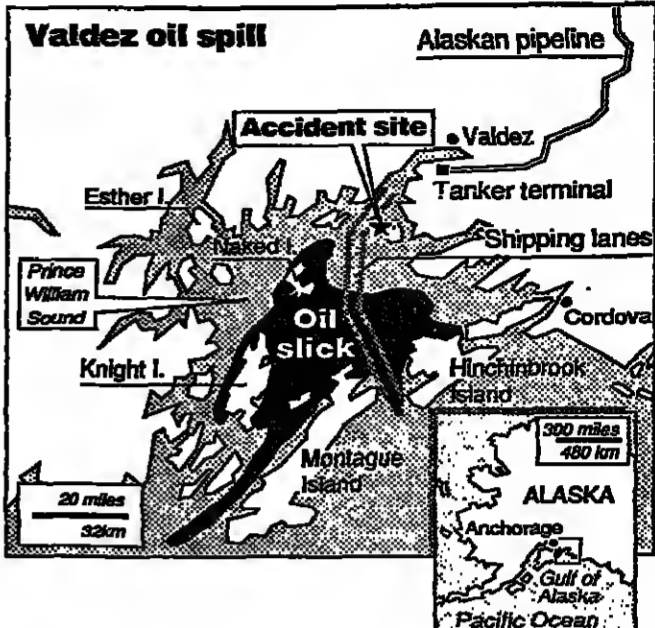 Valdez oil spill
Alaskan pipeline
Accident site
Valdez
Tanker terminal
Esther I.
Naked I.
Shipping lanes
Prince
William
Sound
Oil
slick
Cordova
Knight I.
Hinchinbrook
Island
Montague
Island
20 miles
32km
300 miles
480 km
ALASKA
Anchorage
Gulf of
Alaska
Pacific Ocean